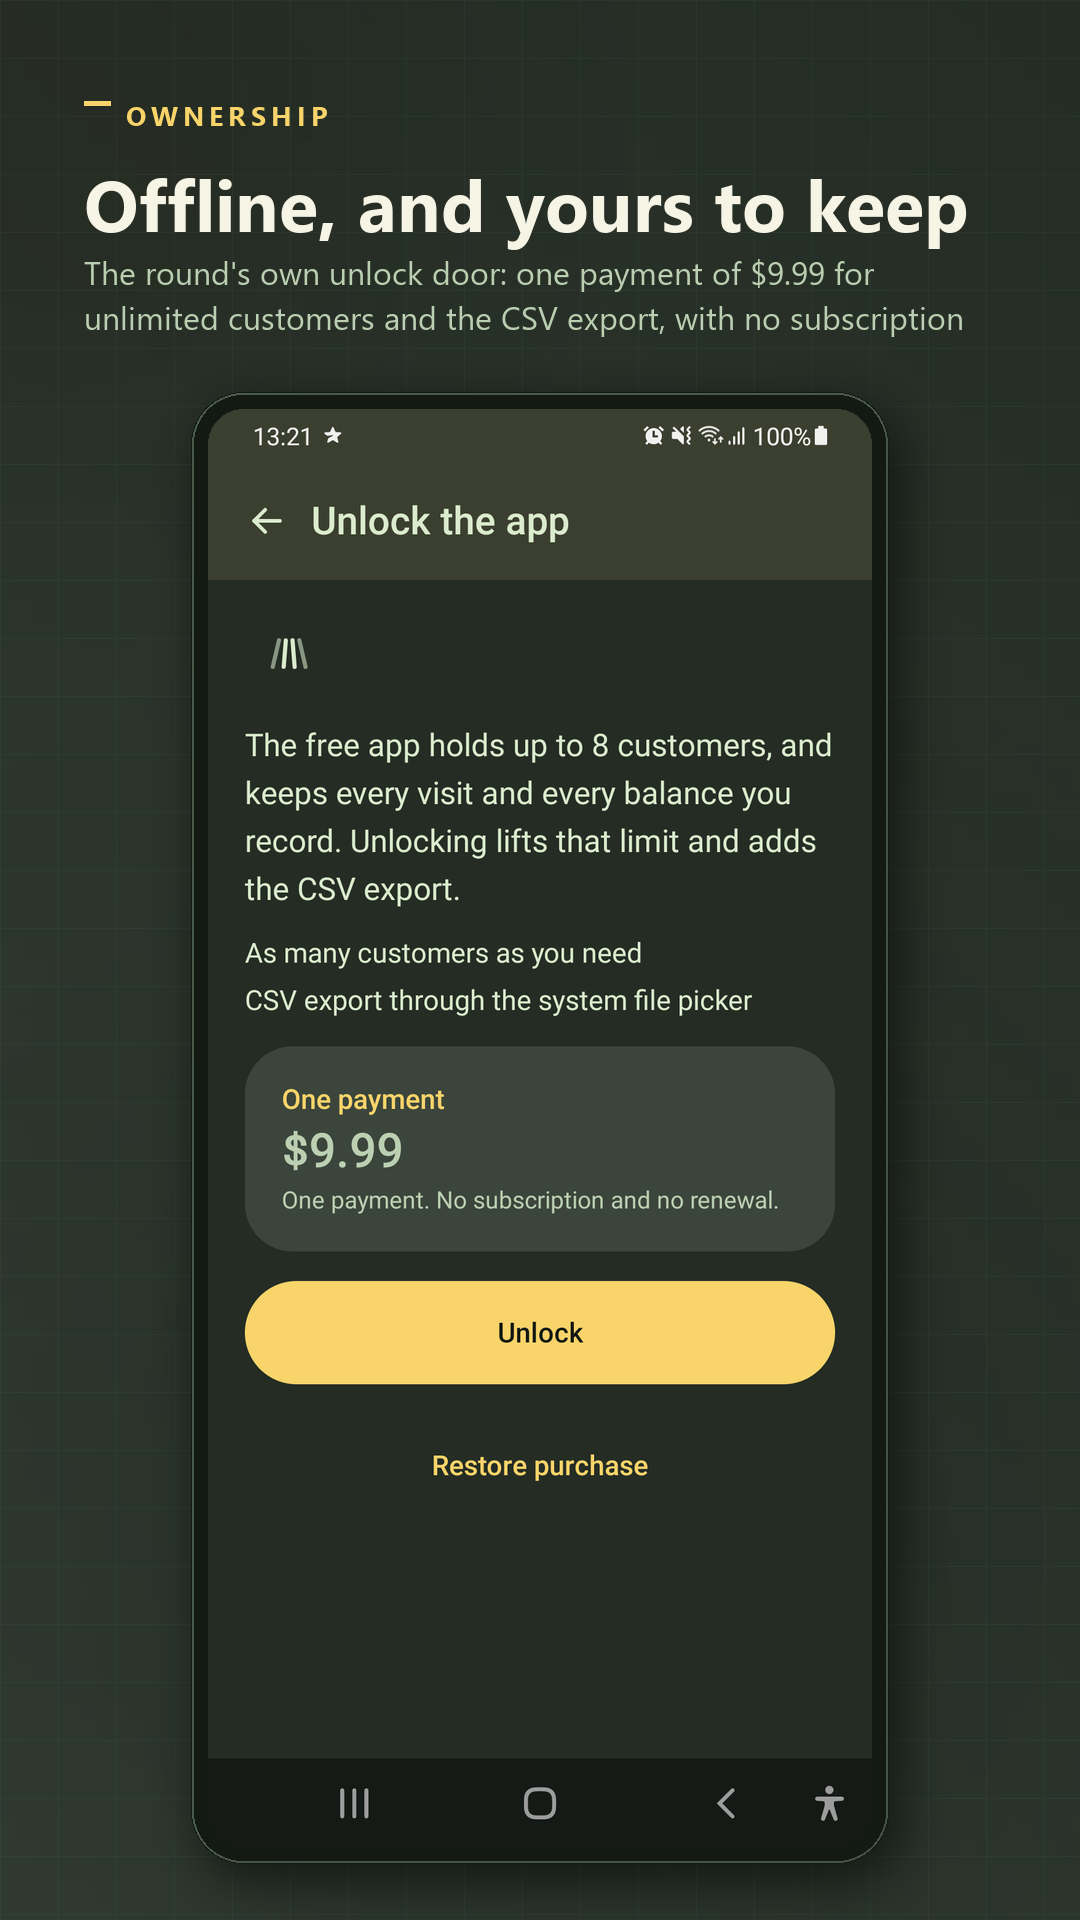 OWNERSHIP
Offline, and yours to keep
The round's own unlock door: one payment of $9.99 for
unlimited customers and the CSV export, with no subscription
13:21 100%
Unlock the app
The free app holds up to 8 customers, and
keeps every visit and every balance you
record. Unlocking lifts that limit and adds
the CSV export.
As many customers as you need
CSV export through the system file picker
One payment
$9.99
One payment. No subscription and no renewal.
Unlock
Restore purchase